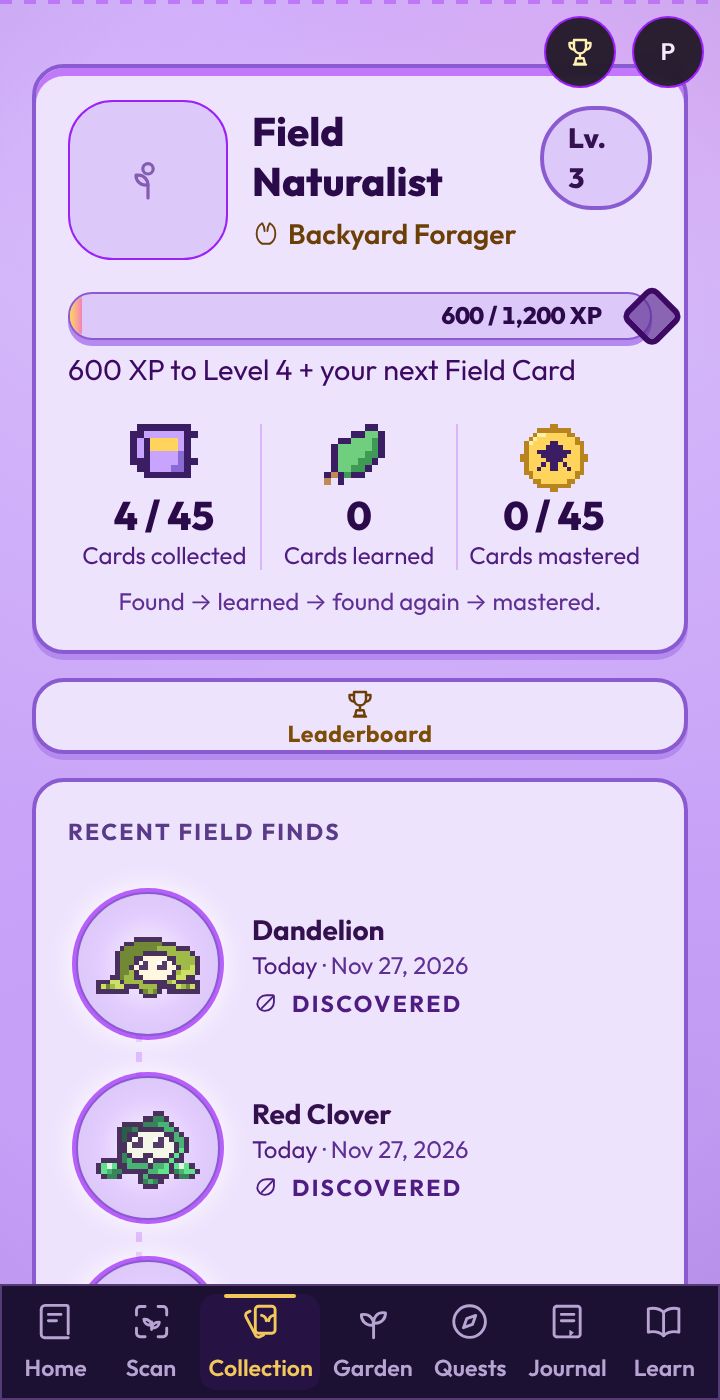 P
Field
Naturalist
Lv.
3
Backyard Forager
600 / 1,200 XP
600 XP to Level 4 + your next Field Card
4 / 45
Cards collected
0
Cards learned
0 / 45
Cards mastered
Found → learned → found again → mastered.
Leaderboard
RECENT FIELD FINDS
Dandelion
Today · Nov 27, 2026
DISCOVERED
Red Clover
Today · Nov 27, 2026
DISCOVERED
Home Scan Collection Garden Quests Journal Learn